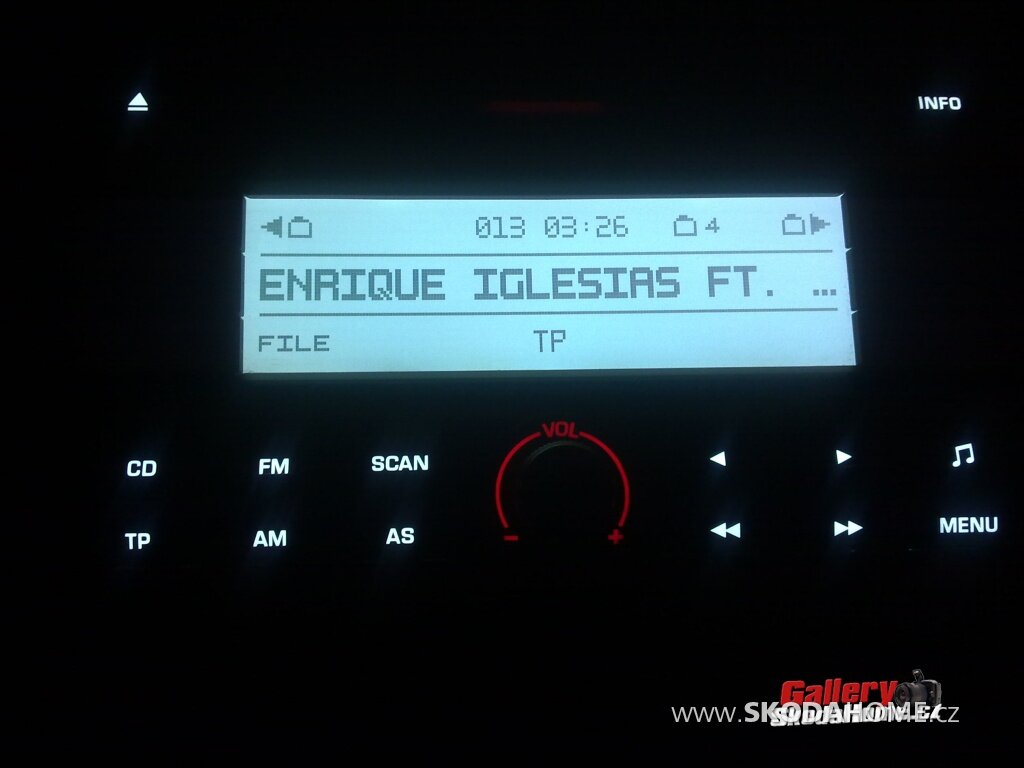 INFO
013 03:26 4
ENRIQUE IGLESIAS FT. ...
FILE TP
VOL
CD FM SCAN
- +
TP AM AS MENU
Gallery
www.SKODAHOME.cz